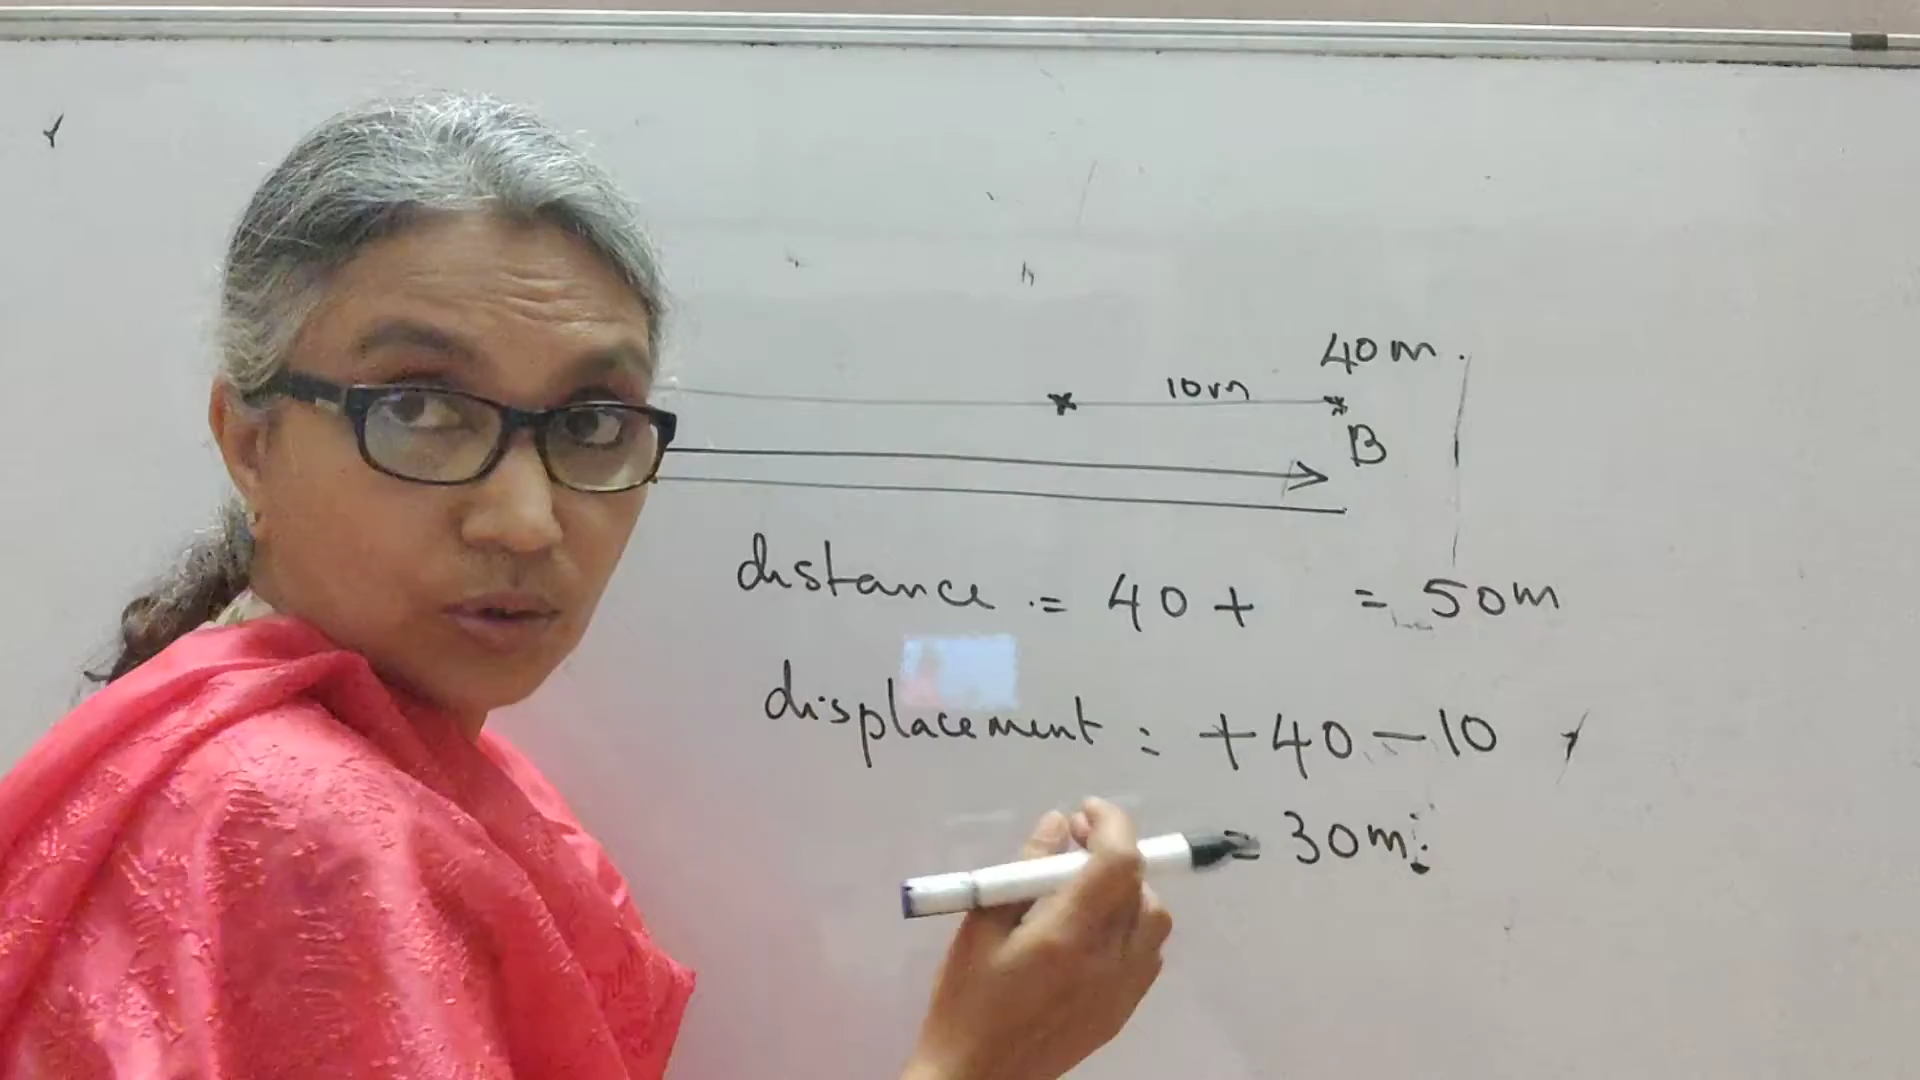 40m.
10m
B
distance = 40 + = 50m
displacement = +40 - 10
= 30m